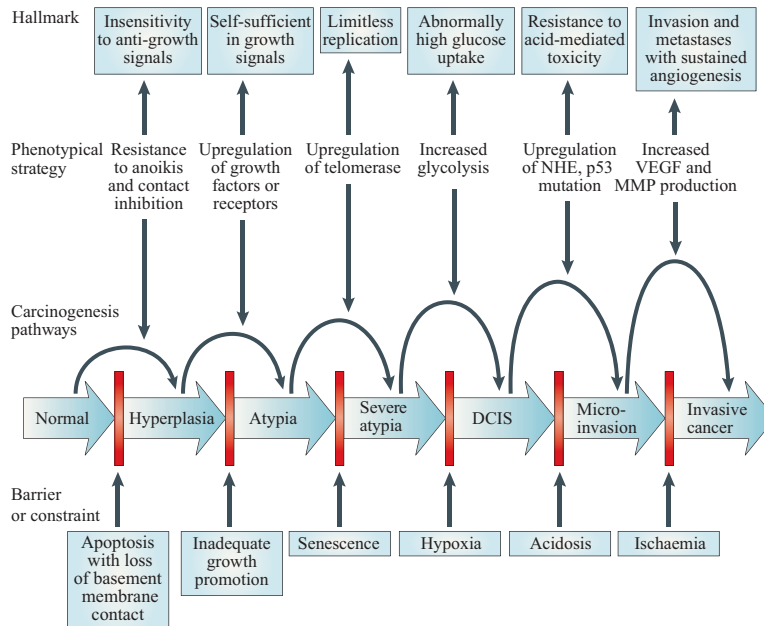 Hallmark
Insensitivity
to anti-growth
signals
Self-sufficient
in growth
signals
Limitless
replication
Abnormally
high glucose
uptake
Resistance to
acid-mediated
toxicity
Invasion and
metastases
with sustained
angiogenesis
Phenotypical
strategy
Resistance
to anoikis
and contact
inhibition
Upregulation
of growth
factors or
receptors
Upregulation
of telomerase
Increased
glycolysis
Upregulation
of NHE, p53
mutation
Increased
VEGF and
MMP production
Carcinogenesis
pathways
Normal
Hyperplasia
Atypia
Severe
atypia
DCIS
Micro-
invasion
Invasive
cancer
Barrier
or constraint
Apoptosis
with loss
of basement
membrane
contact
Inadequate
growth
promotion
Senescence
Hypoxia
Acidosis
Ischaemia